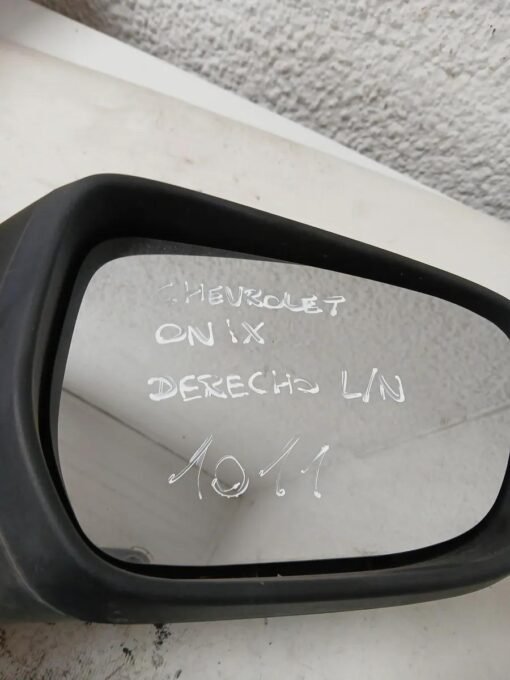 CHEVROLET
ONIX
DERECHO L/N
1011